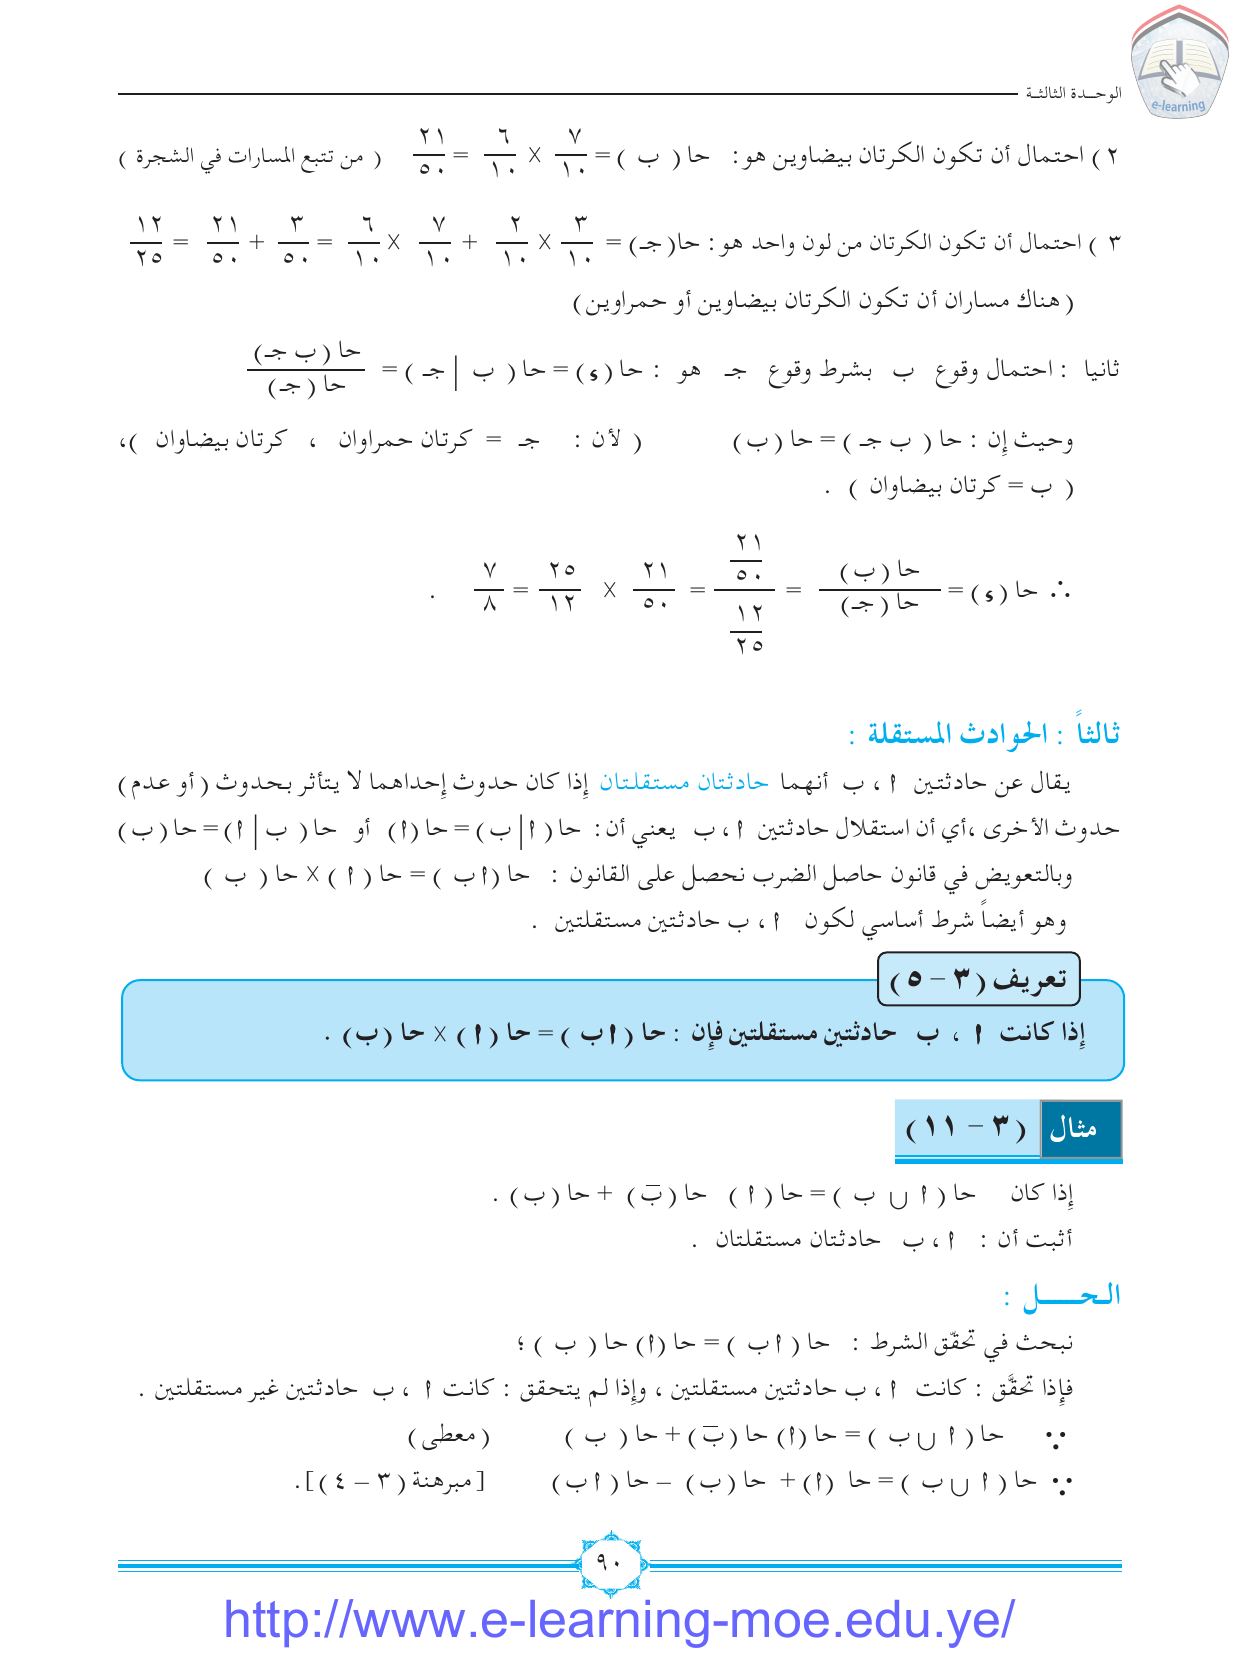 e-learning
الوحـــدة الثالثـة
٢ ) احتمال أن تكون الكرتان بيضاوين هو : حا ( ب ) = ٧/١٠ × ٦/١٠ = ٢١/٥٠ ( من تتبع المسارات في الشجرة )
٣ ) احتمال أن تكون الكرتان من لون واحد هو : حا ( جـ ) = ٣/١٠ × ٢/١٠ + ٧/١٠ × ٦/١٠ = ٣/٥٠ + ٢١/٥٠ = ١٢/٢٥
( هناك مساران أن تكون الكرتان بيضاوين أو حمراوين )
ثانيا : احتمال وقوع ب بشرط وقوع جـ هو : حا ( ء ) = حا ( ب | جـ ) = حا ( ب جـ ) / حا ( جـ )
وحيث إن : حا ( ب جـ ) = حا ( ب ) ( لأن : جـ = كرتان حمراوان ، كرتان بيضاوان ) ،
( ب = كرتان بيضاوان ) .
∴ حا ( ء ) = حا ( ب ) / حا ( جـ ) = (٢١/٥٠) / (١٢/٢٥) = ٢١/٥٠ × ٢٥/١٢ = ٧/٨ .
ثالثاً : الحوادث المستقلة :
يقال عن حادثتين ا ، ب أنهما حادثتان مستقلتان إذا كان حدوث إحداهما لا يتأثر بحدوث ( أو عدم )
حدوث الأخرى ، أي أن استقلال حادثتين ا ، ب يعني أن : حا ( ا | ب ) = حا ( ا ) أو حا ( ب | ا ) = حا ( ب )
وبالتعويض في قانون حاصل الضرب نحصل على القانون : حا ( ا ب ) = حا ( ا ) × حا ( ب )
وهو أيضاً شرط أساسي لكون ا ، ب حادثتين مستقلتين .
تعريف ( ٣ – ٥ )
إذا كانت ا ، ب حادثتين مستقلتين فإن : حا ( ا ب ) = حا ( ا ) × حا ( ب ) .
مثال ( ٣ – ١١ )
إذا كان حا ( ا ∪ ب ) = حا ( ا ) حا ( ب̅ ) + حا ( ب ) .
أثبت أن : ا ، ب حادثتان مستقلتان .
الـحـــــل :
نبحث في تحقّق الشرط : حا ( ا ب ) = حا ( ا ) حا ( ب ) ؛
فإذا تحقَّق : كانت ا ، ب حادثتين مستقلتين ، وإذا لم يتحقق : كانت ا ، ب حادثتين غير مستقلتين .
∵ حا ( ا ∪ ب ) = حا ( ا ) حا ( ب̅ ) + حا ( ب ) ( معطى )
∵ حا ( ا ∪ ب ) = حا ( ا ) + حا ( ب ) – حا ( ا ب ) [ مبرهنة ( ٣ – ٤ ) ] .
٩٠
http://www.e-learning-moe.edu.ye/